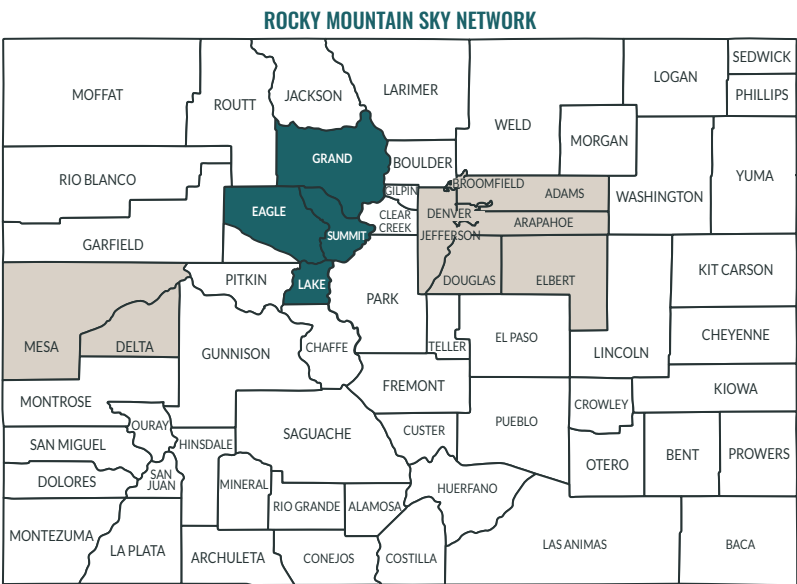 ROCKY MOUNTAIN SKY NETWORK
MOFFAT
ROUTT
JACKSON
LARIMER
WELD
LOGAN
SEDWICK
PHILLIPS
MORGAN
RIO BLANCO
GRAND
BOULDER
GILPIN
BROOMFIELD
ADAMS
WASHINGTON
YUMA
EAGLE
SUMMIT
CLEAR
CREEK
DENVER
ARAPAHOE
JEFFERSON
GARFIELD
PITKIN
LAKE
PARK
DOUGLAS
ELBERT
KIT CARSON
MESA
DELTA
GUNNISON
CHAFFE
TELLER
EL PASO
LINCOLN
CHEYENNE
MONTROSE
FREMONT
KIOWA
CROWLEY
OURAY
SAN MIGUEL
HINSDALE
SAGUACHE
CUSTER
PUEBLO
OTERO
BENT
PROWERS
DOLORES
SAN
JUAN
MINERAL
RIO GRANDE
ALAMOSA
HUERFANO
MONTEZUMA
LA PLATA
ARCHULETA
CONEJOS
COSTILLA
LAS ANIMAS
BACA